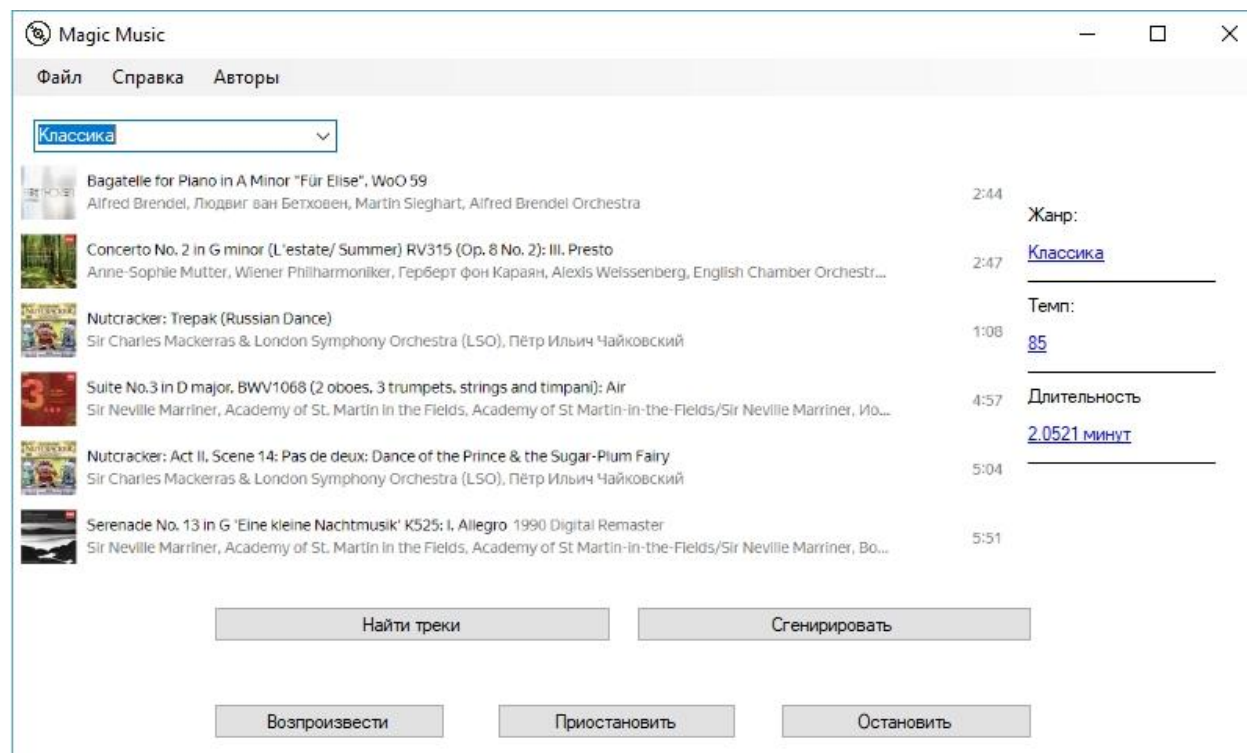 Magic Music
Файл Справка Авторы
Классика
Bagatelle for Piano in A Minor "Für Elise", WoO 59
Alfred Brendel, Людвиг ван Бетховен, Martin Sieghart, Alfred Brendel Orchestra
2:44
Concerto No. 2 in G minor (L'estate/ Summer) RV315 (Op. 8 No. 2): III. Presto
Anne-Sophie Mutter, Wiener Philharmoniker, Герберт фон Караян, Alexis Weissenberg, English Chamber Orchestr...
2:47
Nutcracker: Trepak (Russian Dance)
Sir Charles Mackerras & London Symphony Orchestra (LSO), Пётр Ильич Чайковский
1:08
Suite No.3 in D major, BWV1068 (2 oboes, 3 trumpets, strings and timpani): Air
Sir Neville Marriner, Academy of St. Martin in the Fields, Academy of St Martin-in-the-Fields/Sir Neville Marriner, Ио...
4:57
Nutcracker: Act II, Scene 14: Pas de deux: Dance of the Prince & the Sugar-Plum Fairy
Sir Charles Mackerras & London Symphony Orchestra (LSO), Пётр Ильич Чайковский
5:04
Serenade No. 13 in G 'Eine kleine Nachtmusik' K525: I. Allegro 1990 Digital Remaster
Sir Neville Marriner, Academy of St. Martin in the Fields, Academy of St Martin-in-the-Fields/Sir Neville Marriner, Во...
5:51
Жанр:
Классика
Темп:
85
Длительность
2.0521 минут
Найти треки
Сгенирировать
Возпроизвести
Приостановить
Остановить